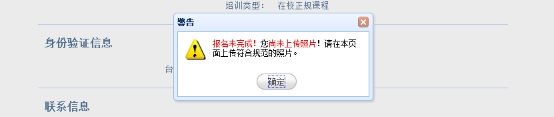 培训类型： 在校正规课程
警告
身份验证信息
报名未完成！您尚未上传照片！请在本页
面上传符合规范的照片。
台
确定
联系信息